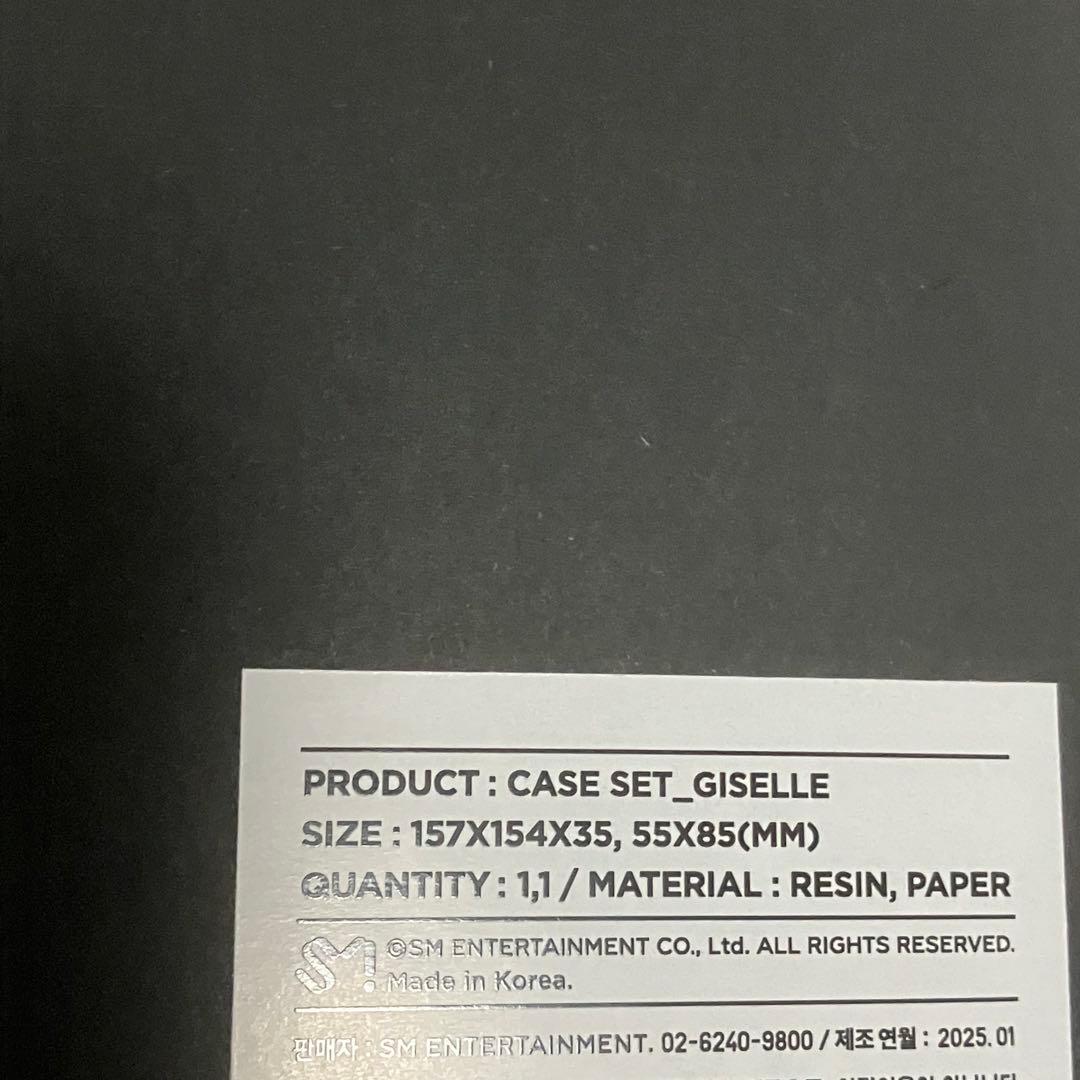 PRODUCT : CASE SET_GISELLE
SIZE : 157X154X35, 55X85(MM)
QUANTITY : 1,1 / MATERIAL : RESIN, PAPER
SM ©SM ENTERTAINMENT CO., Ltd. ALL RIGHTS RESERVED.
Made in Korea.
판매자 : SM ENTERTAINMENT. 02-6240-9800 / 제조연월 : 2025.01